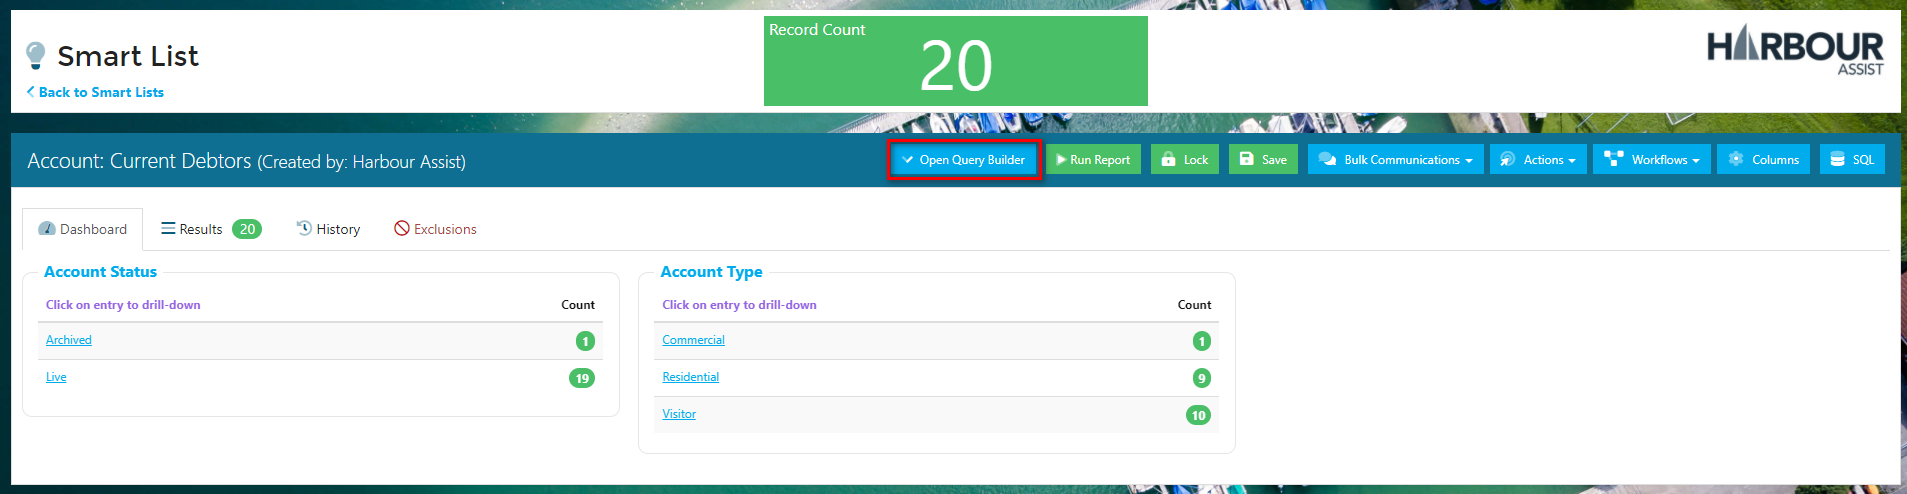 Smart List
Back to Smart Lists
Record Count
20
HARBOUR
ASSIST
Account: Current Debtors (Created by: Harbour Assist)
Open Query Builder
Run Report
Lock
Save
Bulk Communications
Actions
Workflows
Columns
SQL
Dashboard
Results 20
History
Exclusions
Account Status
Click on entry to drill-down Count
Archived 1
Live 19
Account Type
Click on entry to drill-down Count
Commercial 1
Residential 9
Visitor 10